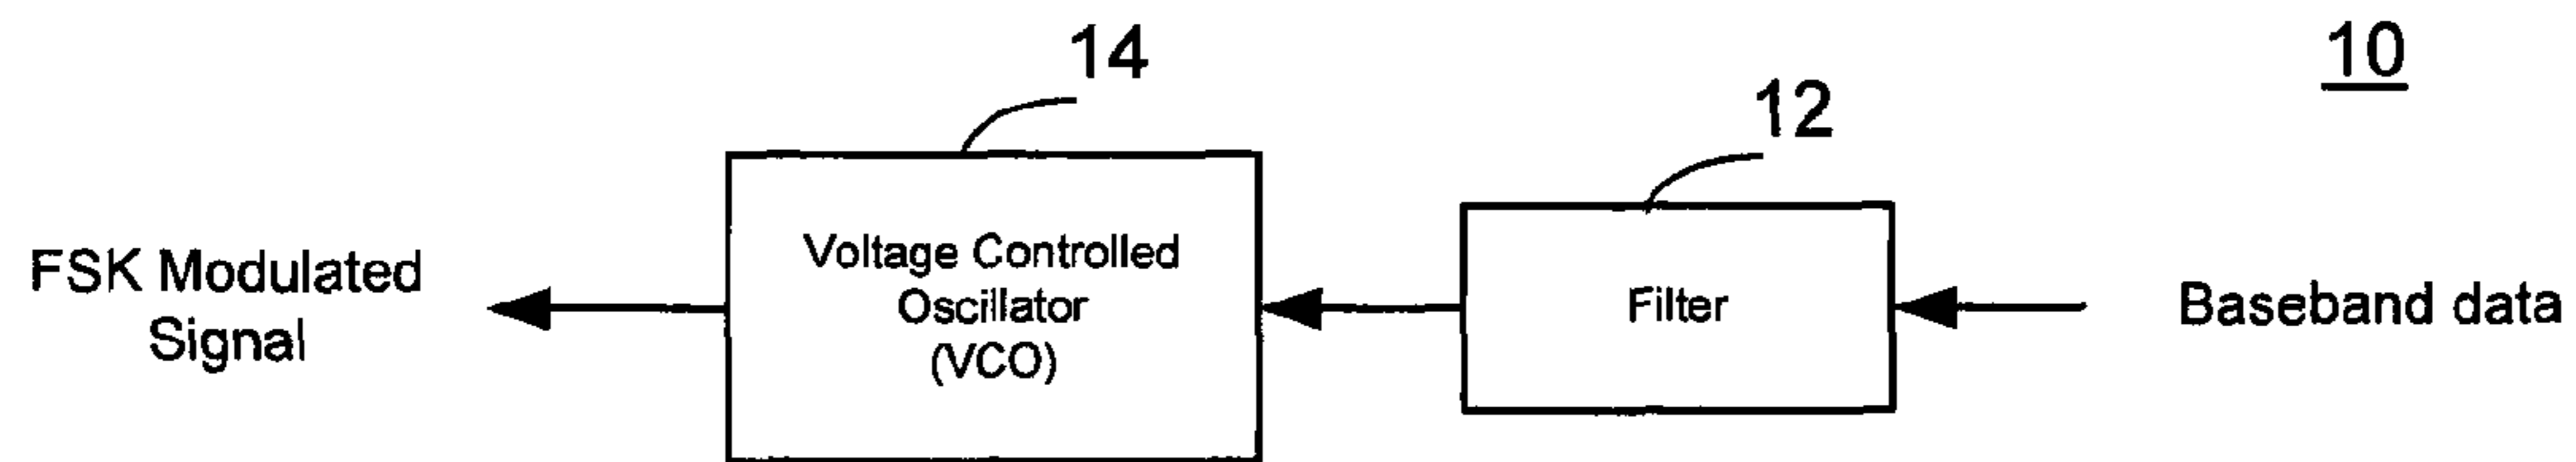 10
14
12
FSK Modulated
Signal
Voltage Controlled
Oscillator
(VCO)
Filter
Baseband data